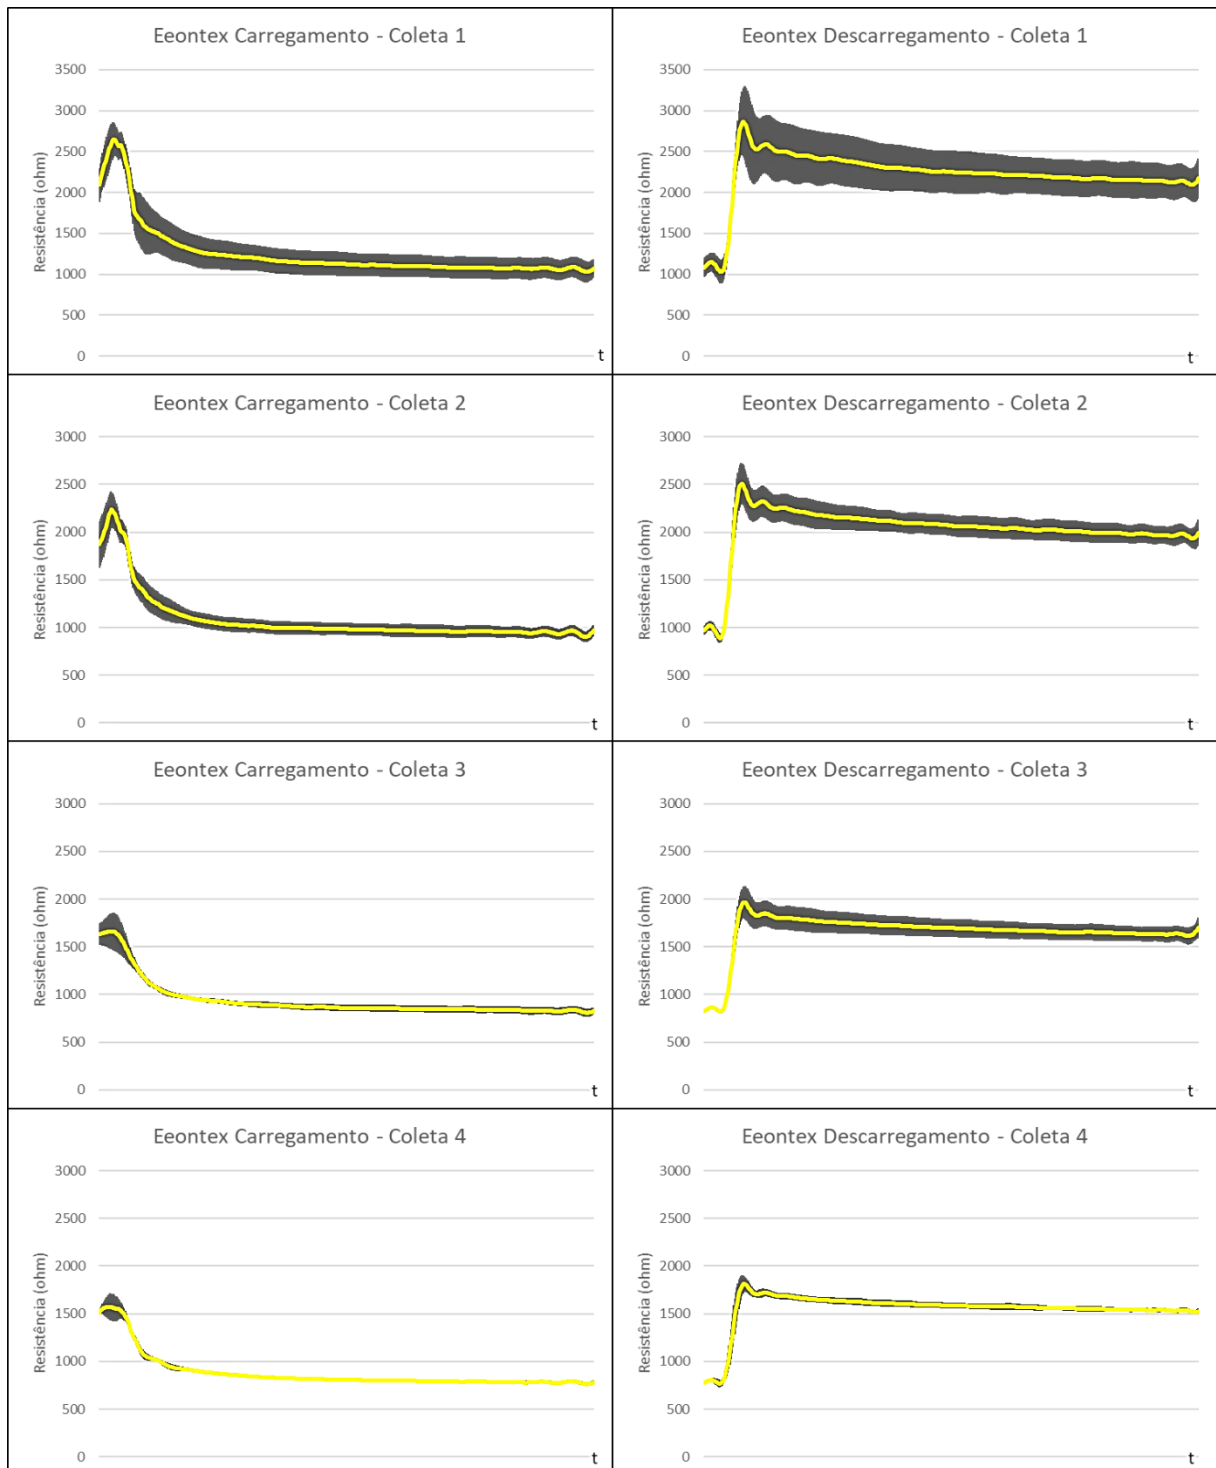 Eeontex Carregamento - Coleta 1
Resistência (ohm)
3500
3000
2500
2000
1500
1000
500
0
t
Eeontex Descarregamento - Coleta 1
Resistência (ohm)
3500
3000
2500
2000
1500
1000
500
0
t
Eeontex Carregamento - Coleta 2
Resistência (ohm)
3000
2500
2000
1500
1000
500
0
t
Eeontex Descarregamento - Coleta 2
Resistência (ohm)
3000
2500
2000
1500
1000
500
0
t
Eeontex Carregamento - Coleta 3
Resistência (ohm)
3000
2500
2000
1500
1000
500
0
t
Eeontex Descarregamento - Coleta 3
Resistência (ohm)
3000
2500
2000
1500
1000
500
0
t
Eeontex Carregamento - Coleta 4
Resistência (ohm)
3000
2500
2000
1500
1000
500
0
t
Eeontex Descarregamento - Coleta 4
Resistência (ohm)
3000
2500
2000
1500
1000
500
0
t